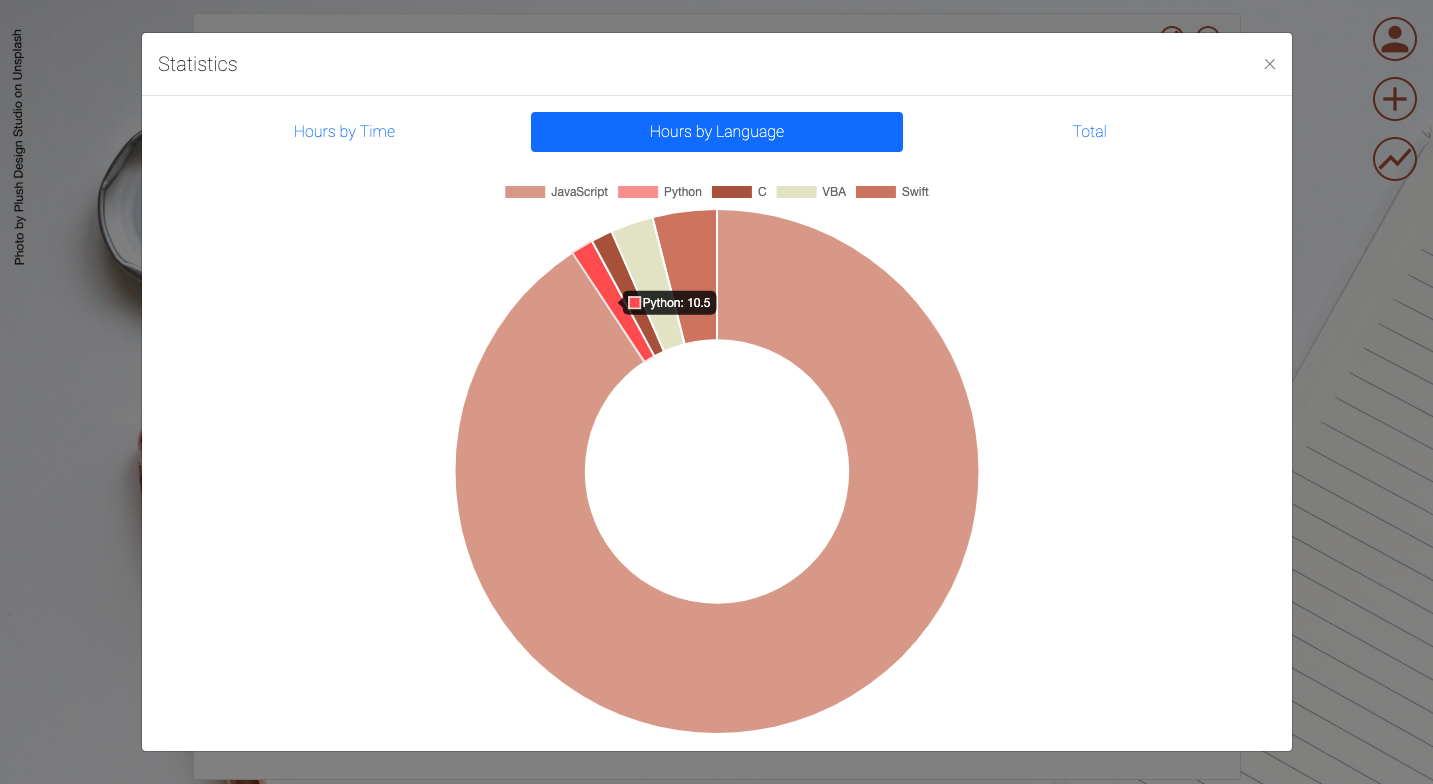 Photo by Plush Design Studio on Unsplash
Statistics
Hours by Time
Hours by Language
Total
JavaScript
Python
C
VBA
Swift
Python: 10.5